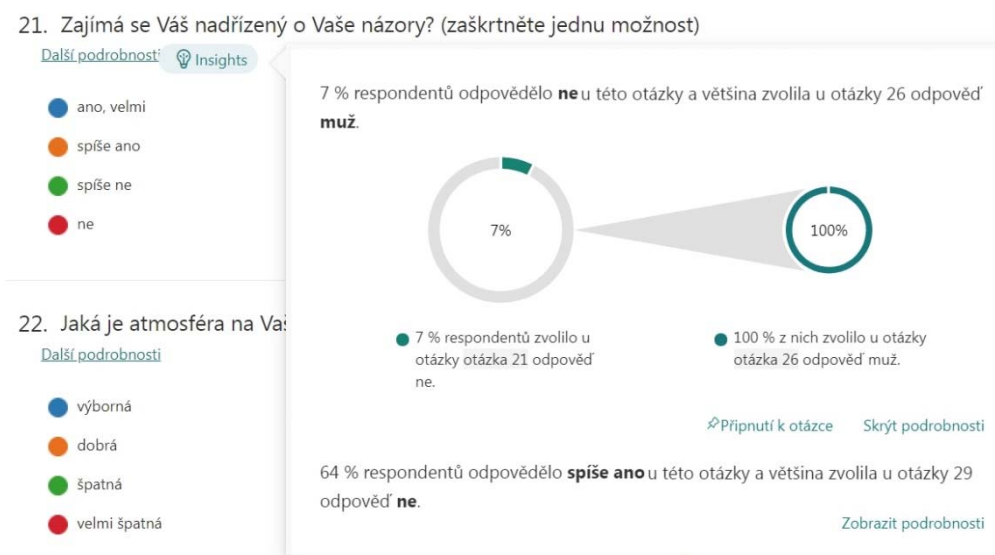 21. Zajímá se Váš nadřízený o Vaše názory? (zaškrtněte jednu možnost)
Další podrobnost
Insights
ano, velmi
spíše ano
spíše ne
ne
7 % respondentů odpovědělo ne u této otázky a většina zvolila u otázky 26 odpověď
muž.
7%
100%
7 % respondentů zvolilo u
otázky otázka 21 odpověď
ne.
100 % z nich zvolilo u otázky
otázka 26 odpověď muž.
Připnutí k otázce
Skrýt podrobnosti
64 % respondentů odpovědělo spíše ano u této otázky a většina zvolila u otázky 29
odpověď ne.
Zobrazit podrobnosti
22. Jaká je atmosféra na Vaš
Další podrobnosti
výborná
dobrá
špatná
velmi špatná